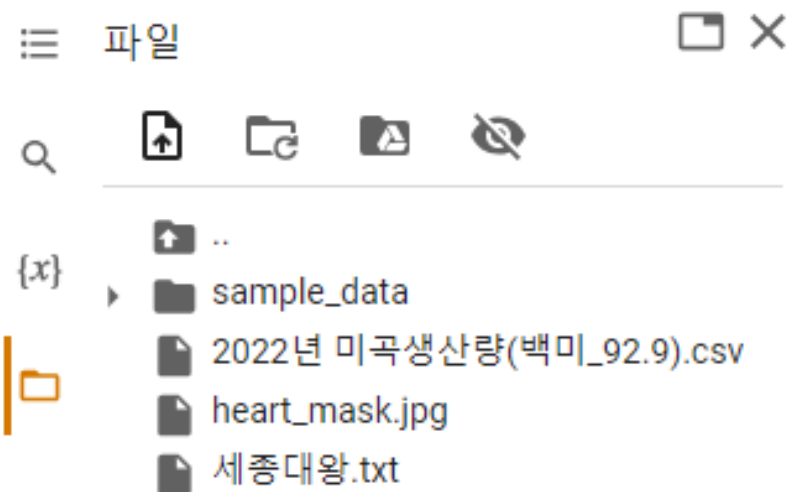 파일
{x}
..
sample_data
2022년 미곡생산량(백미_92.9).csv
heart_mask.jpg
세종대왕.txt